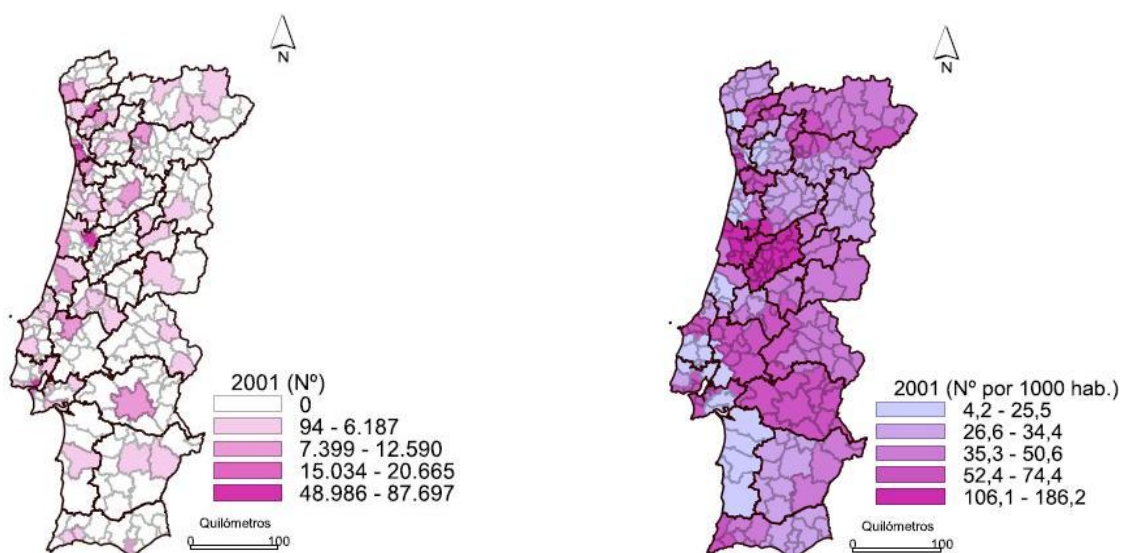 N
2001 (Nº)
0
94 - 6.187
7.399 - 12.590
15.034 - 20.665
48.986 - 87.697
Quilómetros
0 100
N
2001 (Nº por 1000 hab.)
4,2 - 25,5
26,6 - 34,4
35,3 - 50,6
52,4 - 74,4
106,1 - 186,2
Quilómetros
0 100